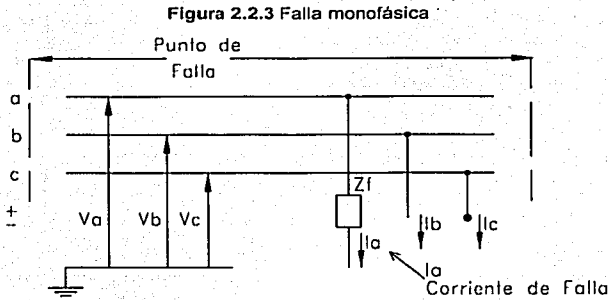 Figura 2.2.3 Falla monofásica
Punto de
Falla
a
b
c
+
-
Va
Vb
Vc
Zf
Ia
Ib
Ic
Ia
Corriente de Falla